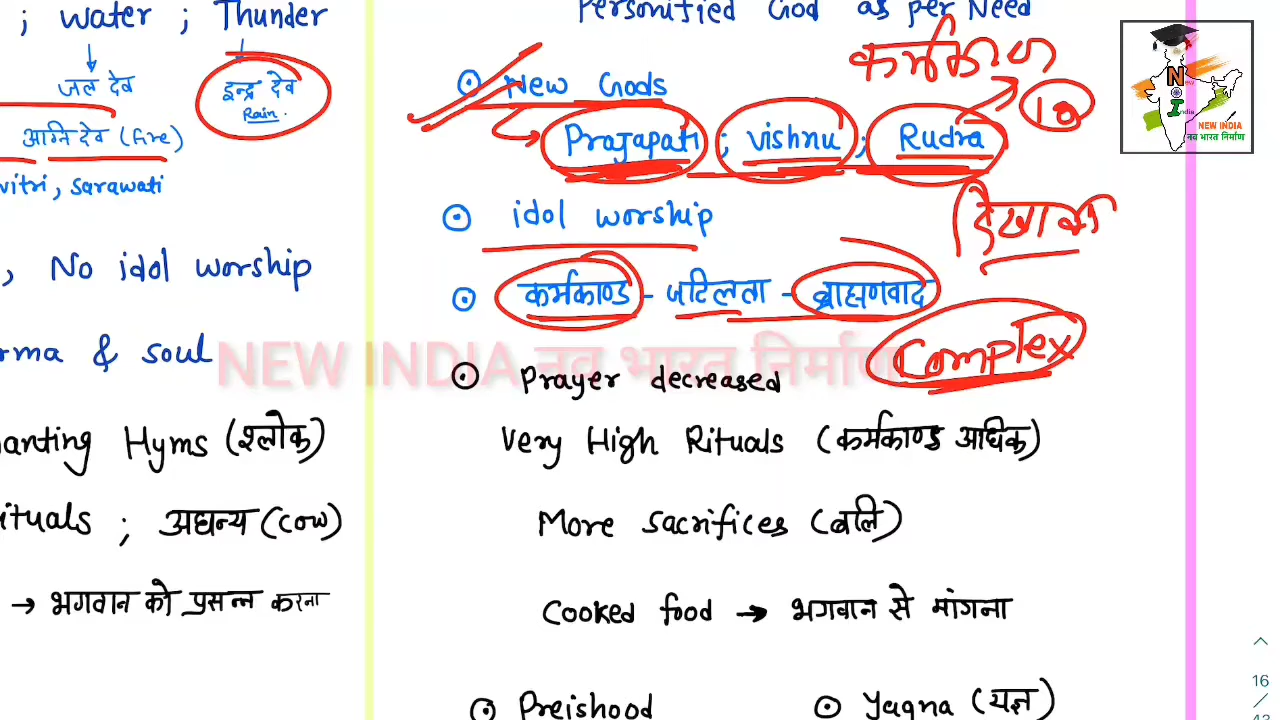 ; water ; Thunder
जल देव
इन्द्र देव
Rain.
अग्नि देव (fire)
vitri, sarawati
, No idol worship
rma & soul
hanting Hyms (श्लोक)
ituals ; अघन्य (cow)
→ भगवान को प्रसन्न करना
Personified God as per Need
कर्मकाण्ड
New Gods
Prajapati ; vishnu ; Rudra
idol worship
दिखावा
कर्मकाण्ड - जटिलता - ब्राह्मणवाद
Complex
Prayer decreased
Very High Rituals (कर्मकाण्ड अधिक)
More sacrifices (बलि)
Cooked food → भगवान से मांगना
Preishood
Yagna (यज्ञ)
NEW INDIA नव भारत निर्माण
N
I
NEW INDIA
नव भारत निर्माण
16
/